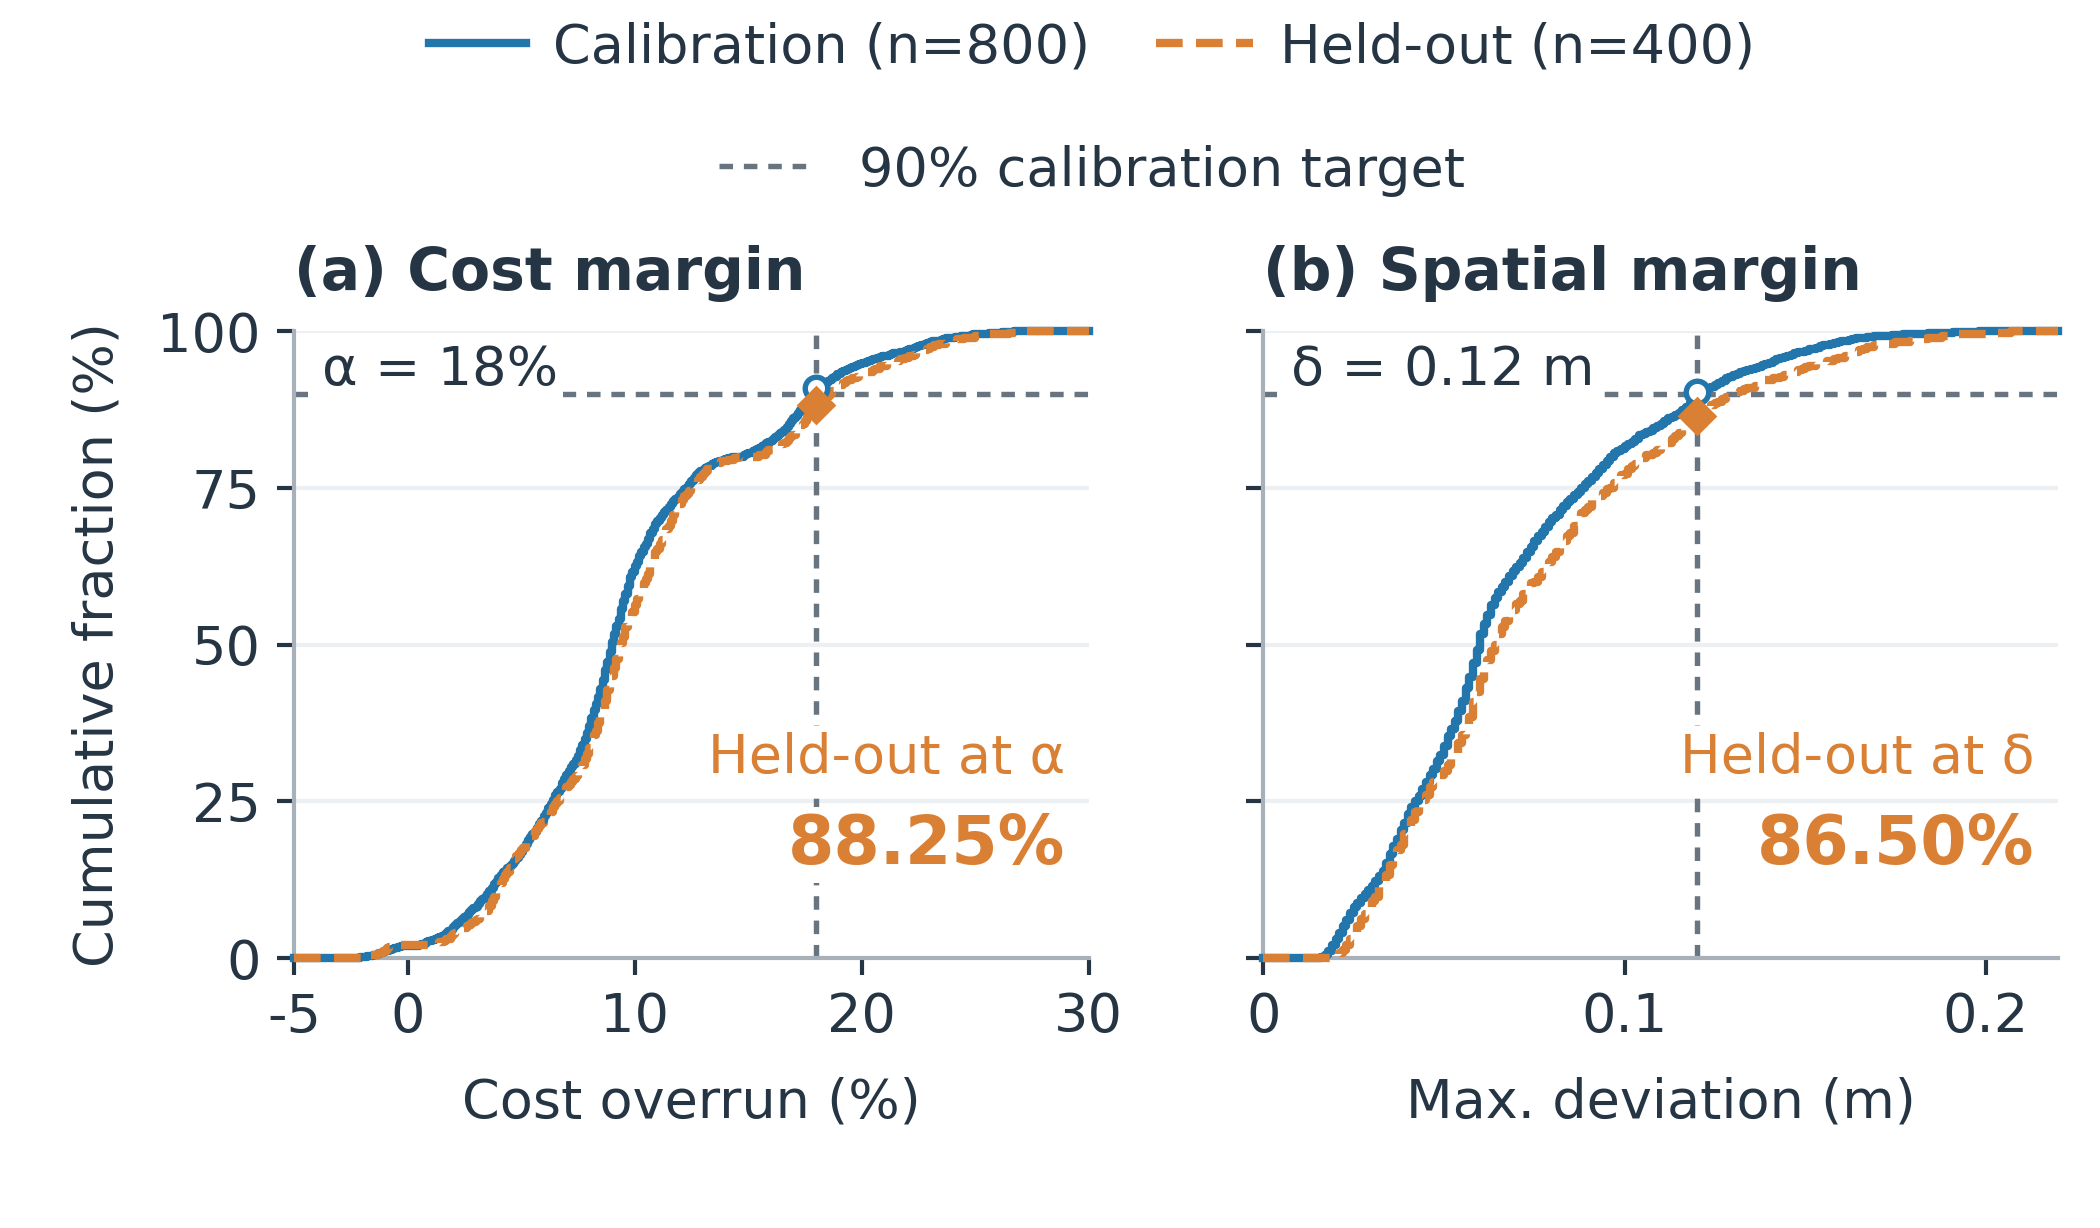 Calibration (n=800)
Held-out (n=400)
90% calibration target
(a) Cost margin
(b) Spatial margin
Cumulative fraction (%)
100
75
50
25
0
α = 18%
Held-out at α
88.25%
-5
0
10
20
30
Cost overrun (%)
δ = 0.12 m
Held-out at δ
86.50%
0
0.1
0.2
Max. deviation (m)